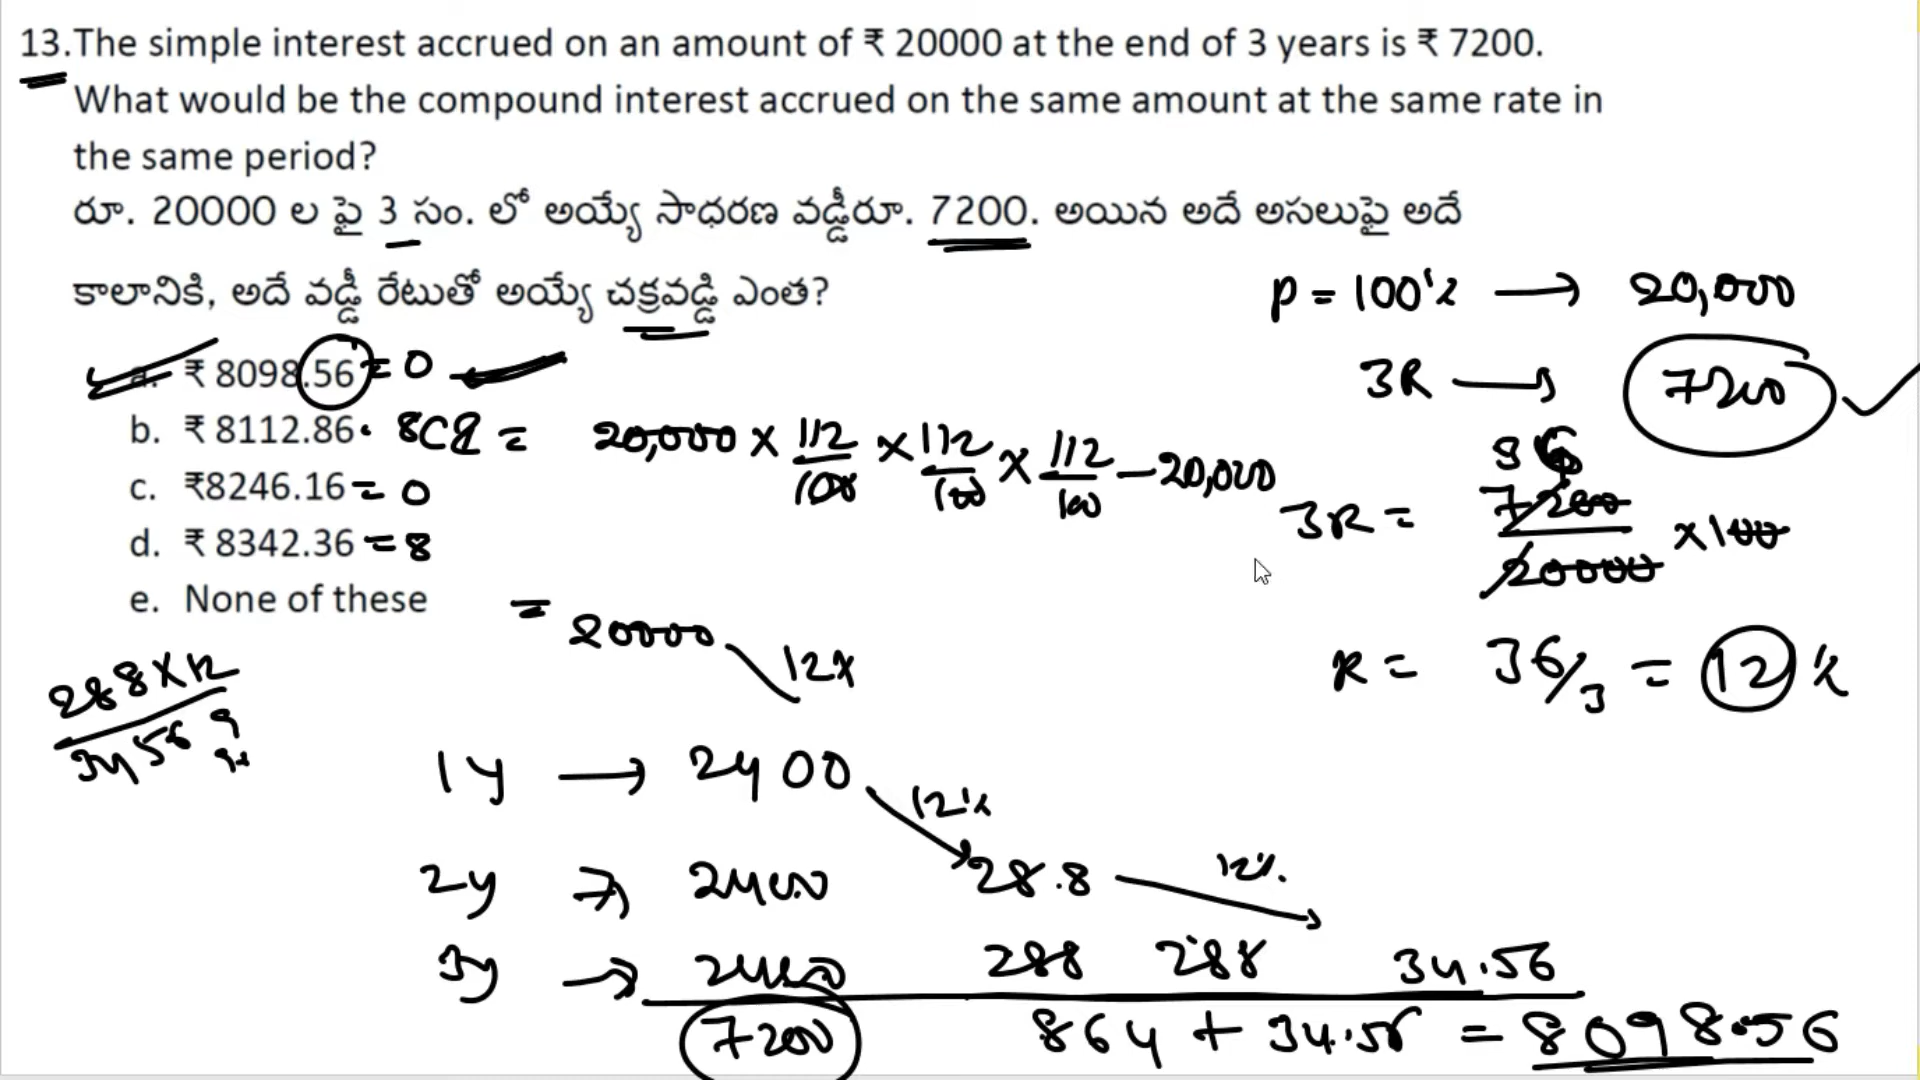 13.The simple interest accrued on an amount of ₹ 20000 at the end of 3 years is ₹ 7200.
What would be the compound interest accrued on the same amount at the same rate in
the same period?
రూ. 20000 ల పై 3 సం. లో అయ్యే సాధరణ వడ్డీరూ. 7200. అయిన అదే అసలుపై అదే
కాలానికి, అదే వడ్డీ రేటుతో అయ్యే చక్రవడ్డి ఎంత?
P = 100% → 20,000
a. ₹ 8098.56 = 0
3R → 7200
b. ₹ 8112.86. 8CI = 20,000 x 112/100 x 112/100 x 112/100 - 20,000
c. ₹8246.16 = 0
3R = 7200/20000 x 100
36
d. ₹ 8342.36 = 8
e. None of these
= 20000 12%
R = 36/3 = 12 %
288 X 12
3456
1y → 2400 12%
2y → 2400 28.8 12%.
3y → 2400 288 288 34.56
7200 864 + 34.56 = 8098.56